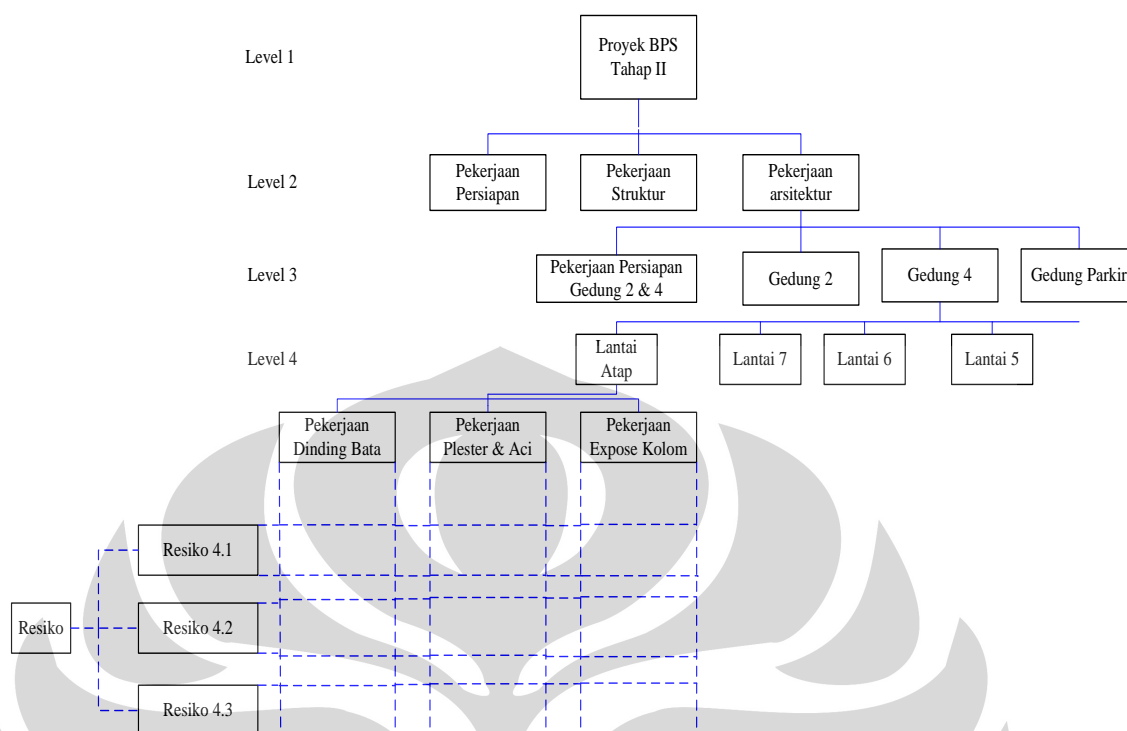 Level 1
Proyek BPS
Tahap II
Level 2
Pekerjaan
Persiapan
Pekerjaan
Struktur
Pekerjaan
arsitektur
Level 3
Pekerjaan Persiapan
Gedung 2 & 4
Gedung 2
Gedung 4
Gedung Parkir
Level 4
Lantai
Atap
Lantai 7
Lantai 6
Lantai 5
Pekerjaan
Dinding Bata
Pekerjaan
Plester & Aci
Pekerjaan
Expose Kolom
Resiko
Resiko 4.1
Resiko 4.2
Resiko 4.3